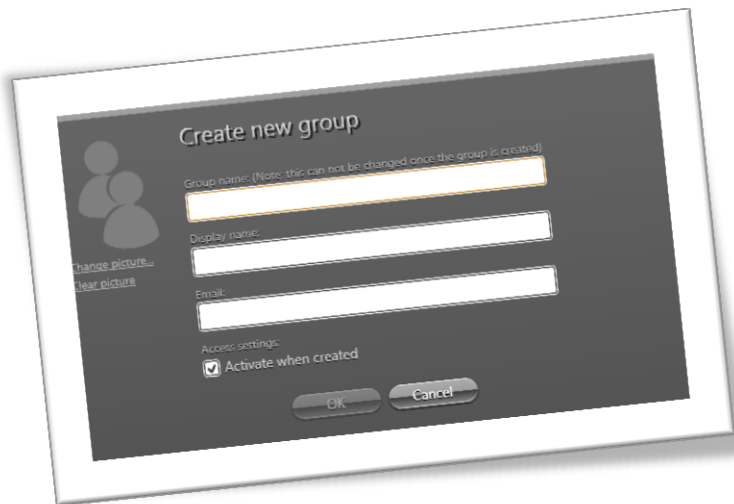 Create new group
Group name: (Note: this can not be changed once the group is created)
Display name:
Change picture...
Clear picture
Email:
Access settings:
Activate when created
OK
Cancel